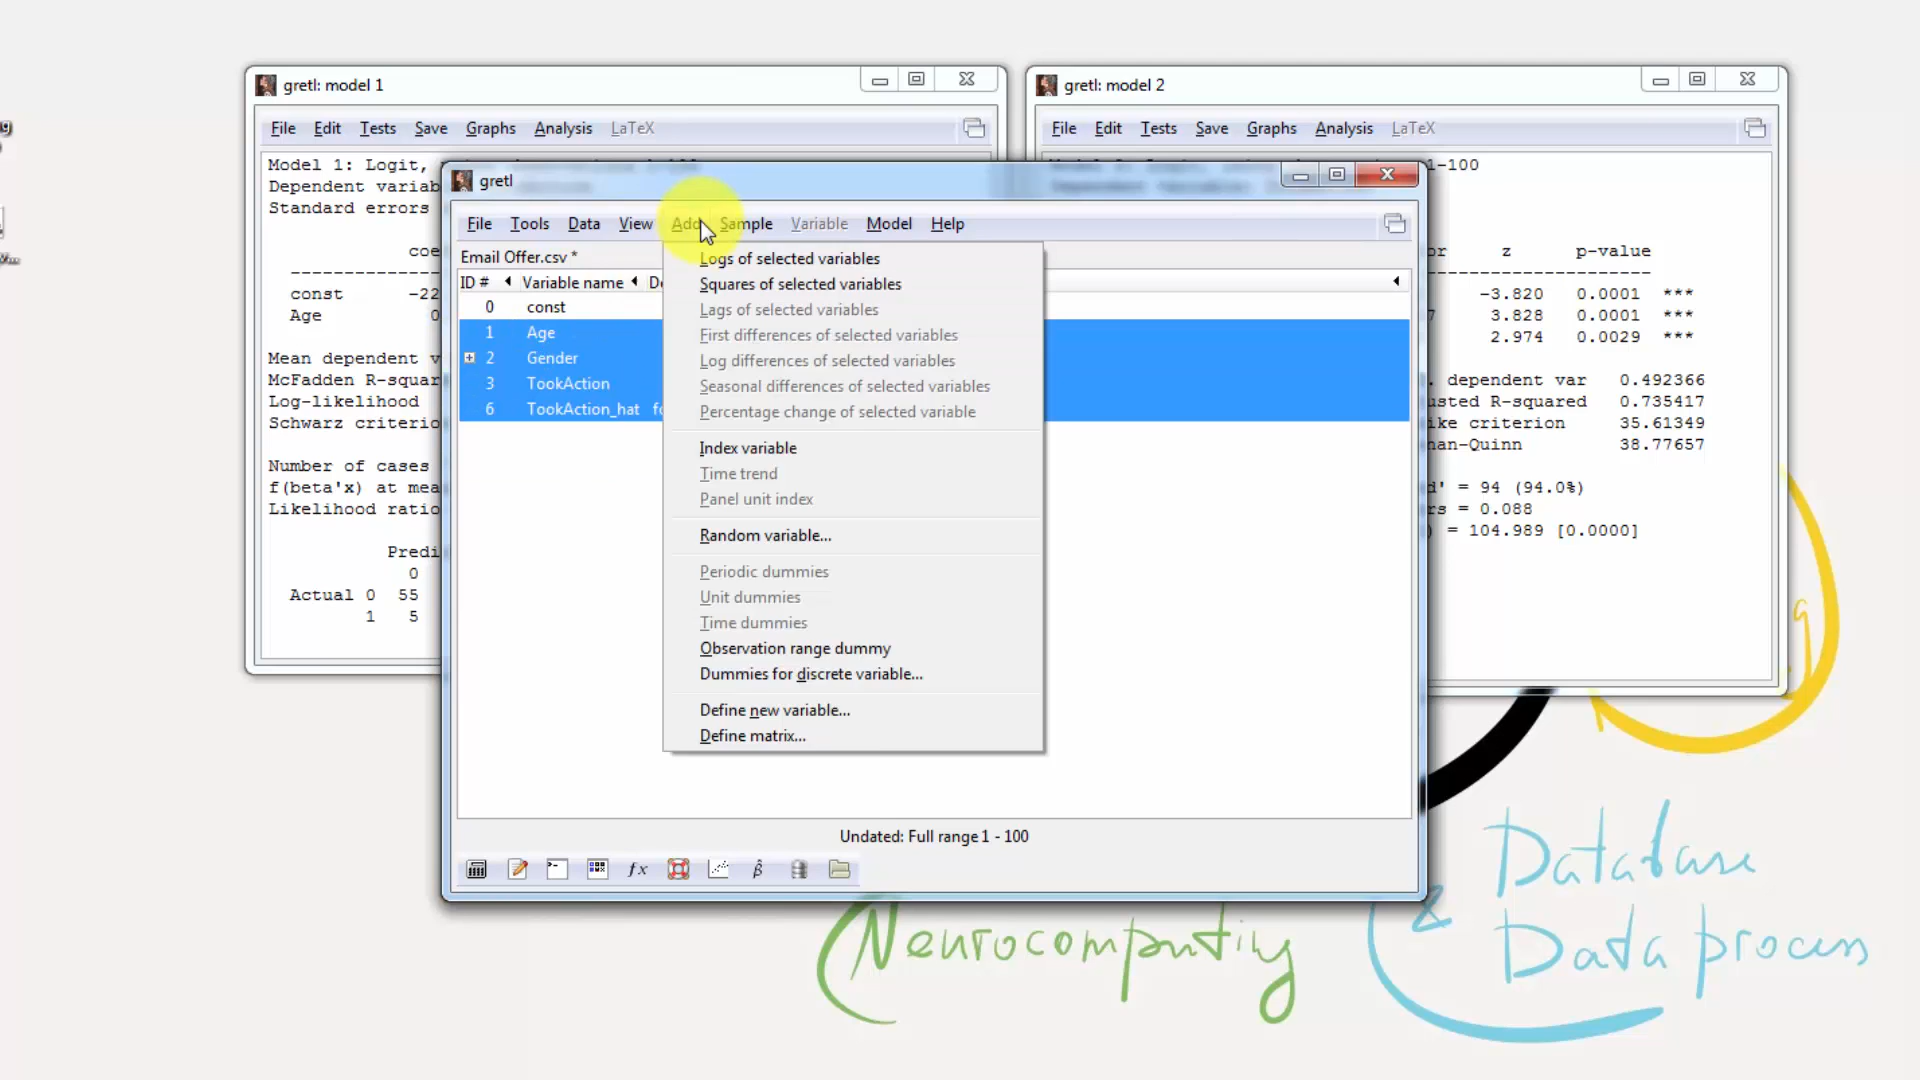 gretl: model 1
File Edit Tests Save Graphs Analysis LaTeX
Model 1: Logit,
Dependent variab
Standard errors
coe
const -22
Age 0
Mean dependent v
McFadden R-squar
Log-likelihood
Schwarz criterio
Number of cases
f(beta'x) at mea
Likelihood ratio
Predi
0
Actual 0 55
1 5
gretl: model 2
File Edit Tests Save Graphs Analysis LaTeX
1-100
or z p-value
-3.820 0.0001 ***
7 3.828 0.0001 ***
2.974 0.0029 ***
. dependent var 0.492366
usted R-squared 0.735417
ike criterion 35.61349
nan-Quinn 38.77657
d' = 94 (94.0%)
rs = 0.088
) = 104.989 [0.0000]
gretl
File Tools Data View Add Sample Variable Model Help
Email Offer.csv *
ID # Variable name De
0 const
1 Age
2 Gender
3 TookAction
6 TookAction_hat fo
Logs of selected variables
Squares of selected variables
Lags of selected variables
First differences of selected variables
Log differences of selected variables
Seasonal differences of selected variables
Percentage change of selected variable
Index variable
Time trend
Panel unit index
Random variable...
Periodic dummies
Unit dummies
Time dummies
Observation range dummy
Dummies for discrete variable...
Define new variable...
Define matrix...
Undated: Full range 1 - 100
fx β̂
Neurocomputing
Database
& Data process